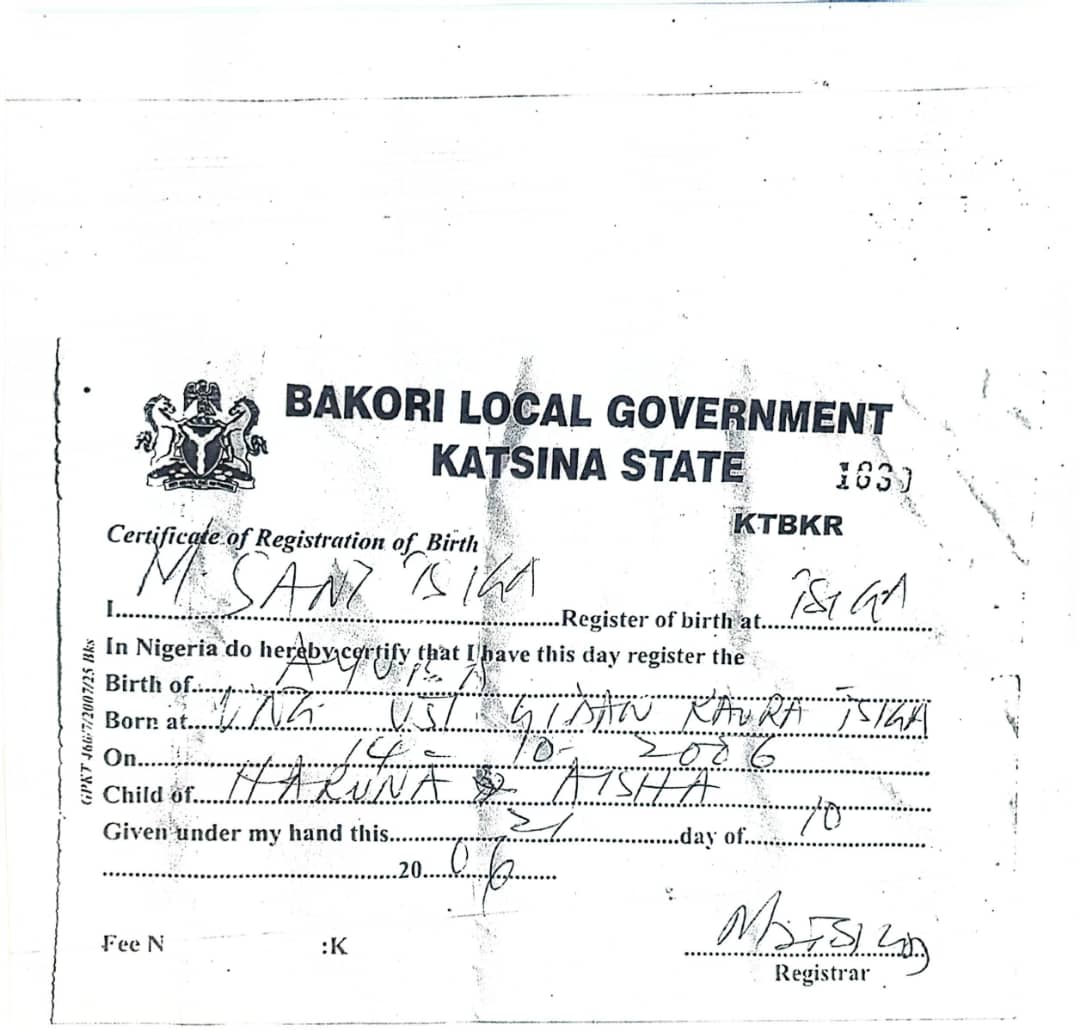 BAKORI LOCAL GOVERNMENT
KATSINA STATE
KTBKR
Certificate of Registration of Birth
I M. SANI ISIGA Register of birth at ISIGA
In Nigeria do hereby certify that I have this day register the
Birth of
Born at UNG GIDAN KAURA ISIGA
On 14-10-2006
Child of HARUNA & AISHA
Given under my hand this 21 day of 10
20 06
Fee N :K
Registrar